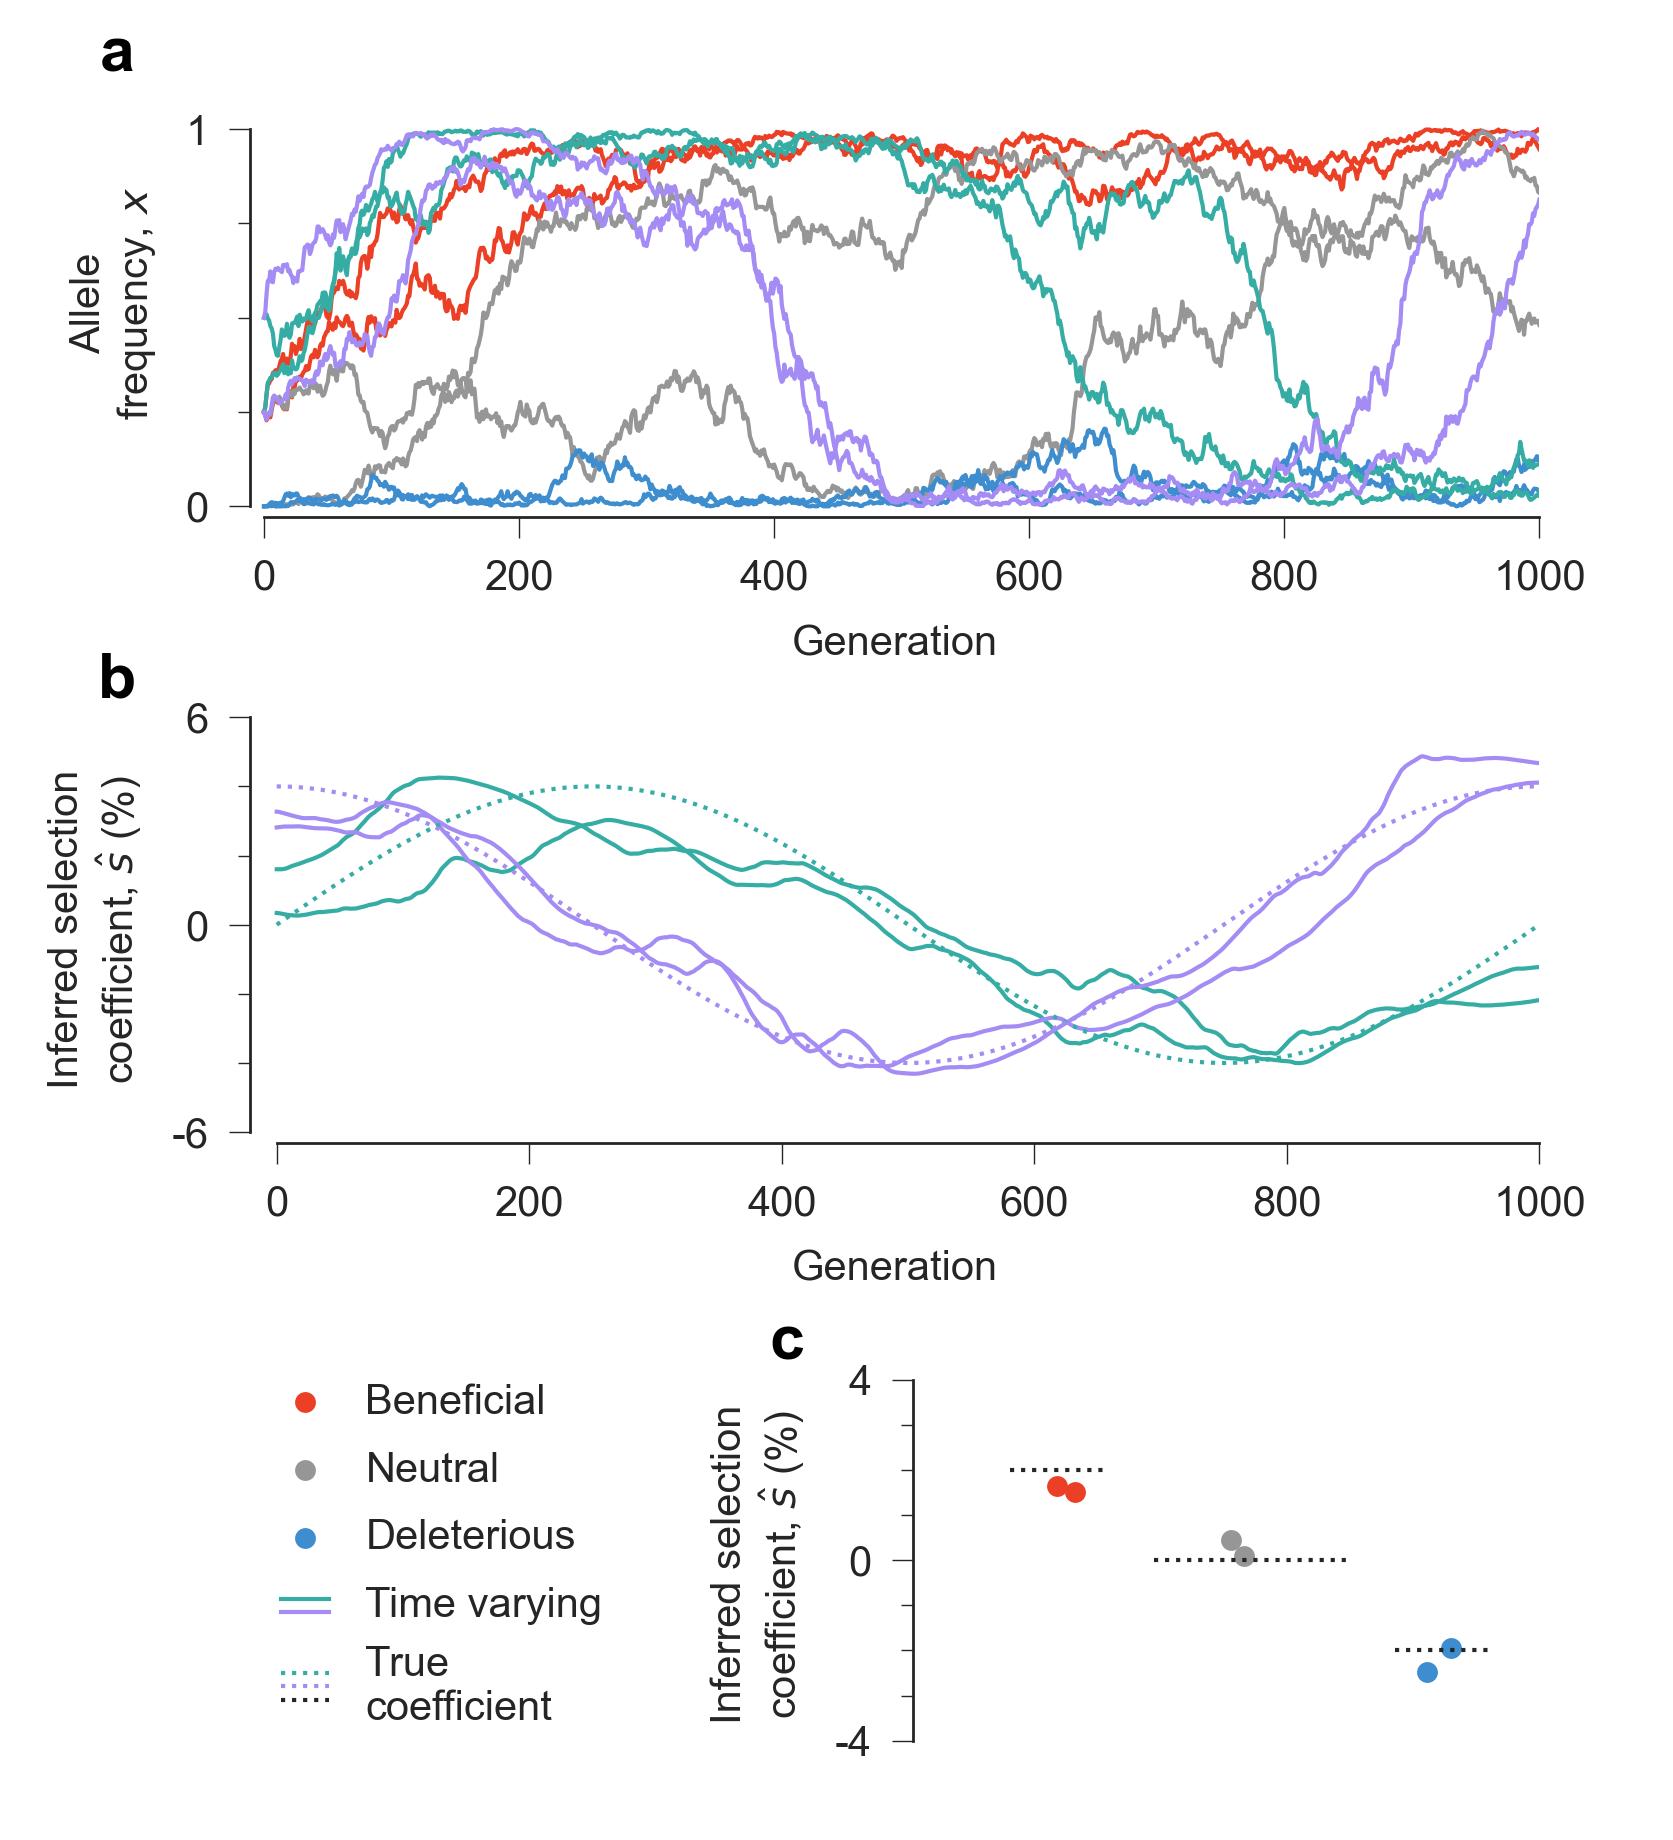 a
1
0
Allele
frequency, x
0 200 400 600 800 1000
Generation
b
6
0
-6
Inferred selection
coefficient, ŝ (%)
0 200 400 600 800 1000
Generation
Beneficial
Neutral
Deleterious
Time varying
True
coefficient
c
4
0
-4
Inferred selection
coefficient, ŝ (%)